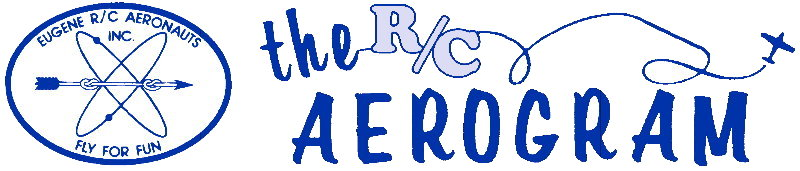 EUGENE R/C AERONAUTS
INC.
FLY FOR FUN
the R/C
AEROGRAM